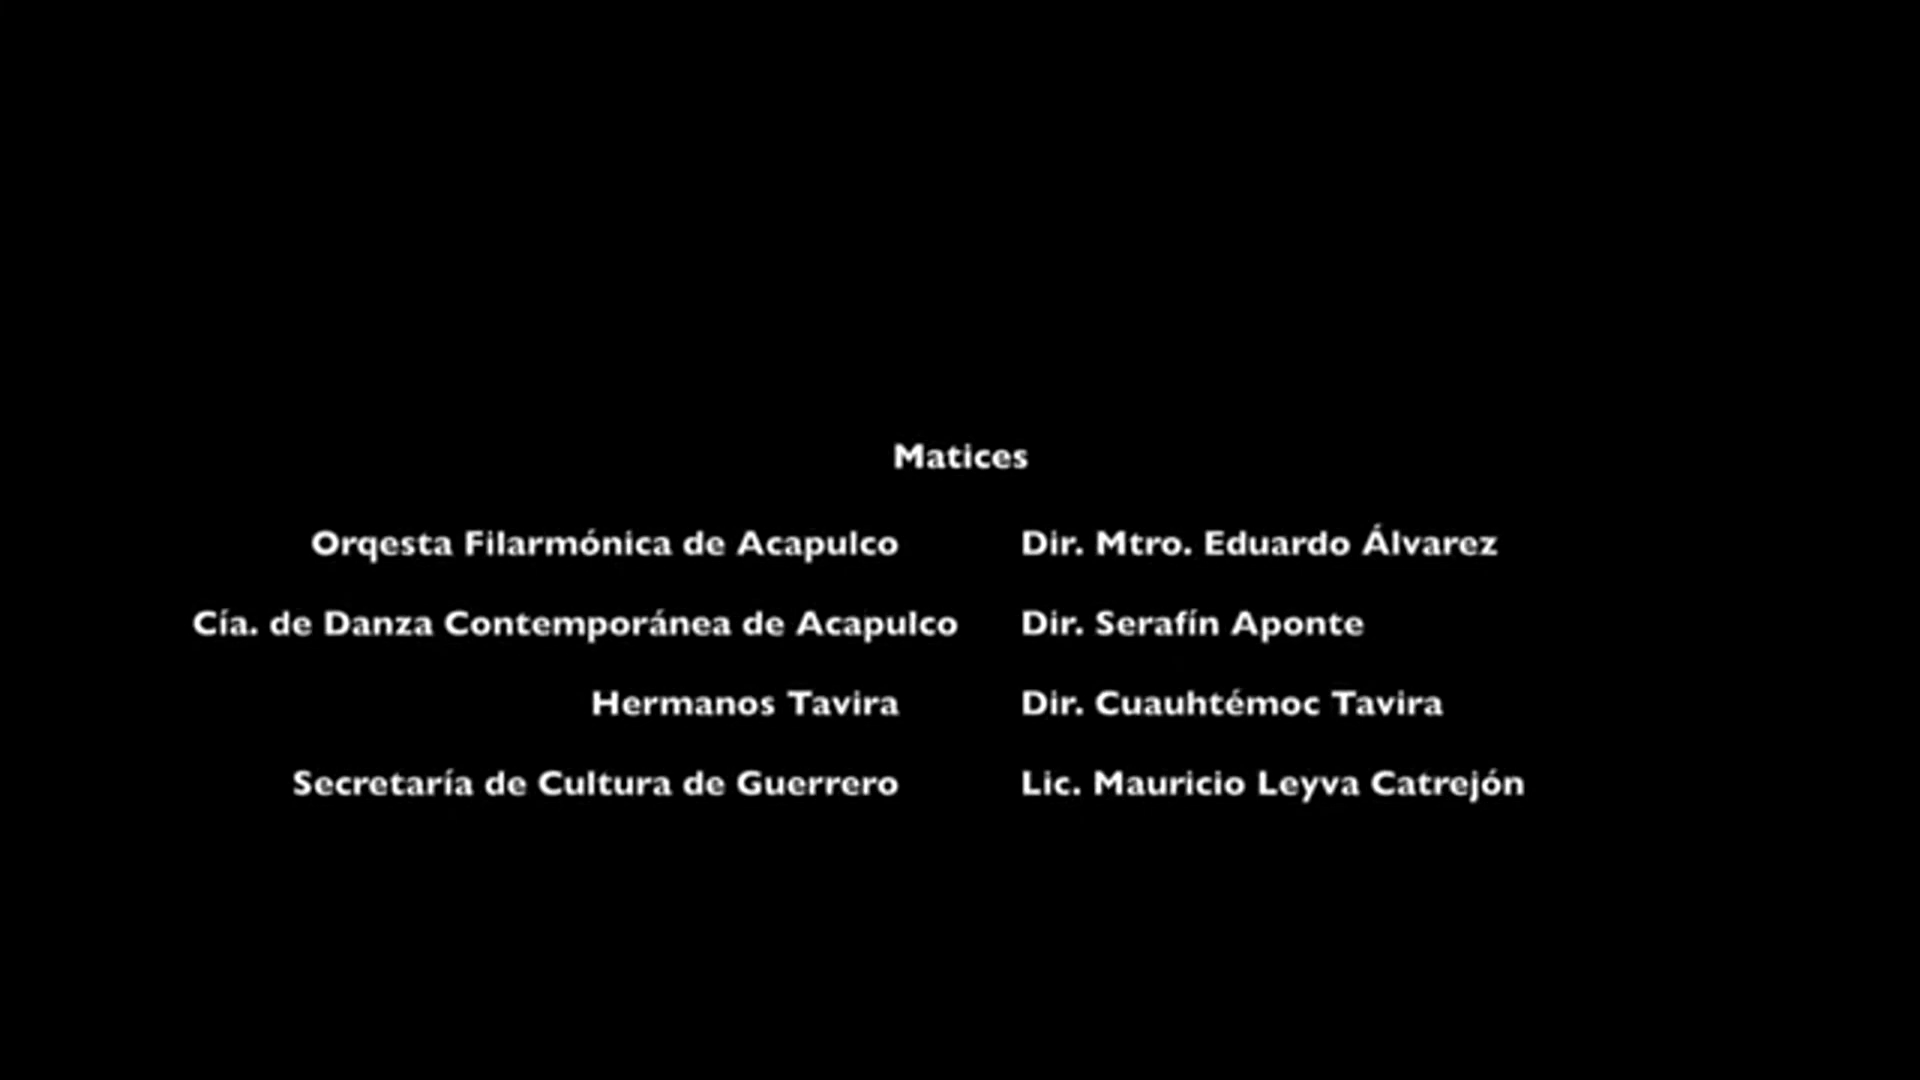 Matices
Orqesta Filarmónica de Acapulco Dir. Mtro. Eduardo Álvarez
Cía. de Danza Contemporánea de Acapulco Dir. Serafín Aponte
Hermanos Tavira Dir. Cuauhtémoc Tavira
Secretaría de Cultura de Guerrero Lic. Mauricio Leyva Catrejón